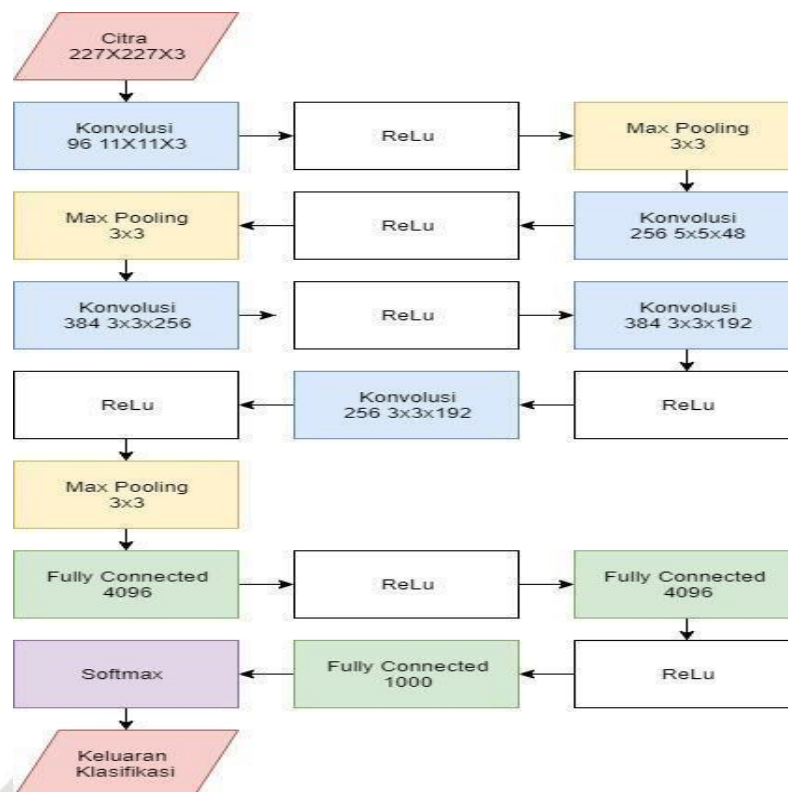 Citra
227X227X3
Konvolusi
96 11X11X3
ReLu
Max Pooling
3x3
Konvolusi
256 5x5x48
ReLu
Max Pooling
3x3
Konvolusi
384 3x3x256
ReLu
Konvolusi
384 3x3x192
ReLu
Konvolusi
256 3x3x192
ReLu
Max Pooling
3x3
Fully Connected
4096
ReLu
Fully Connected
4096
ReLu
Fully Connected
1000
Softmax
Keluaran
Klasifikasi